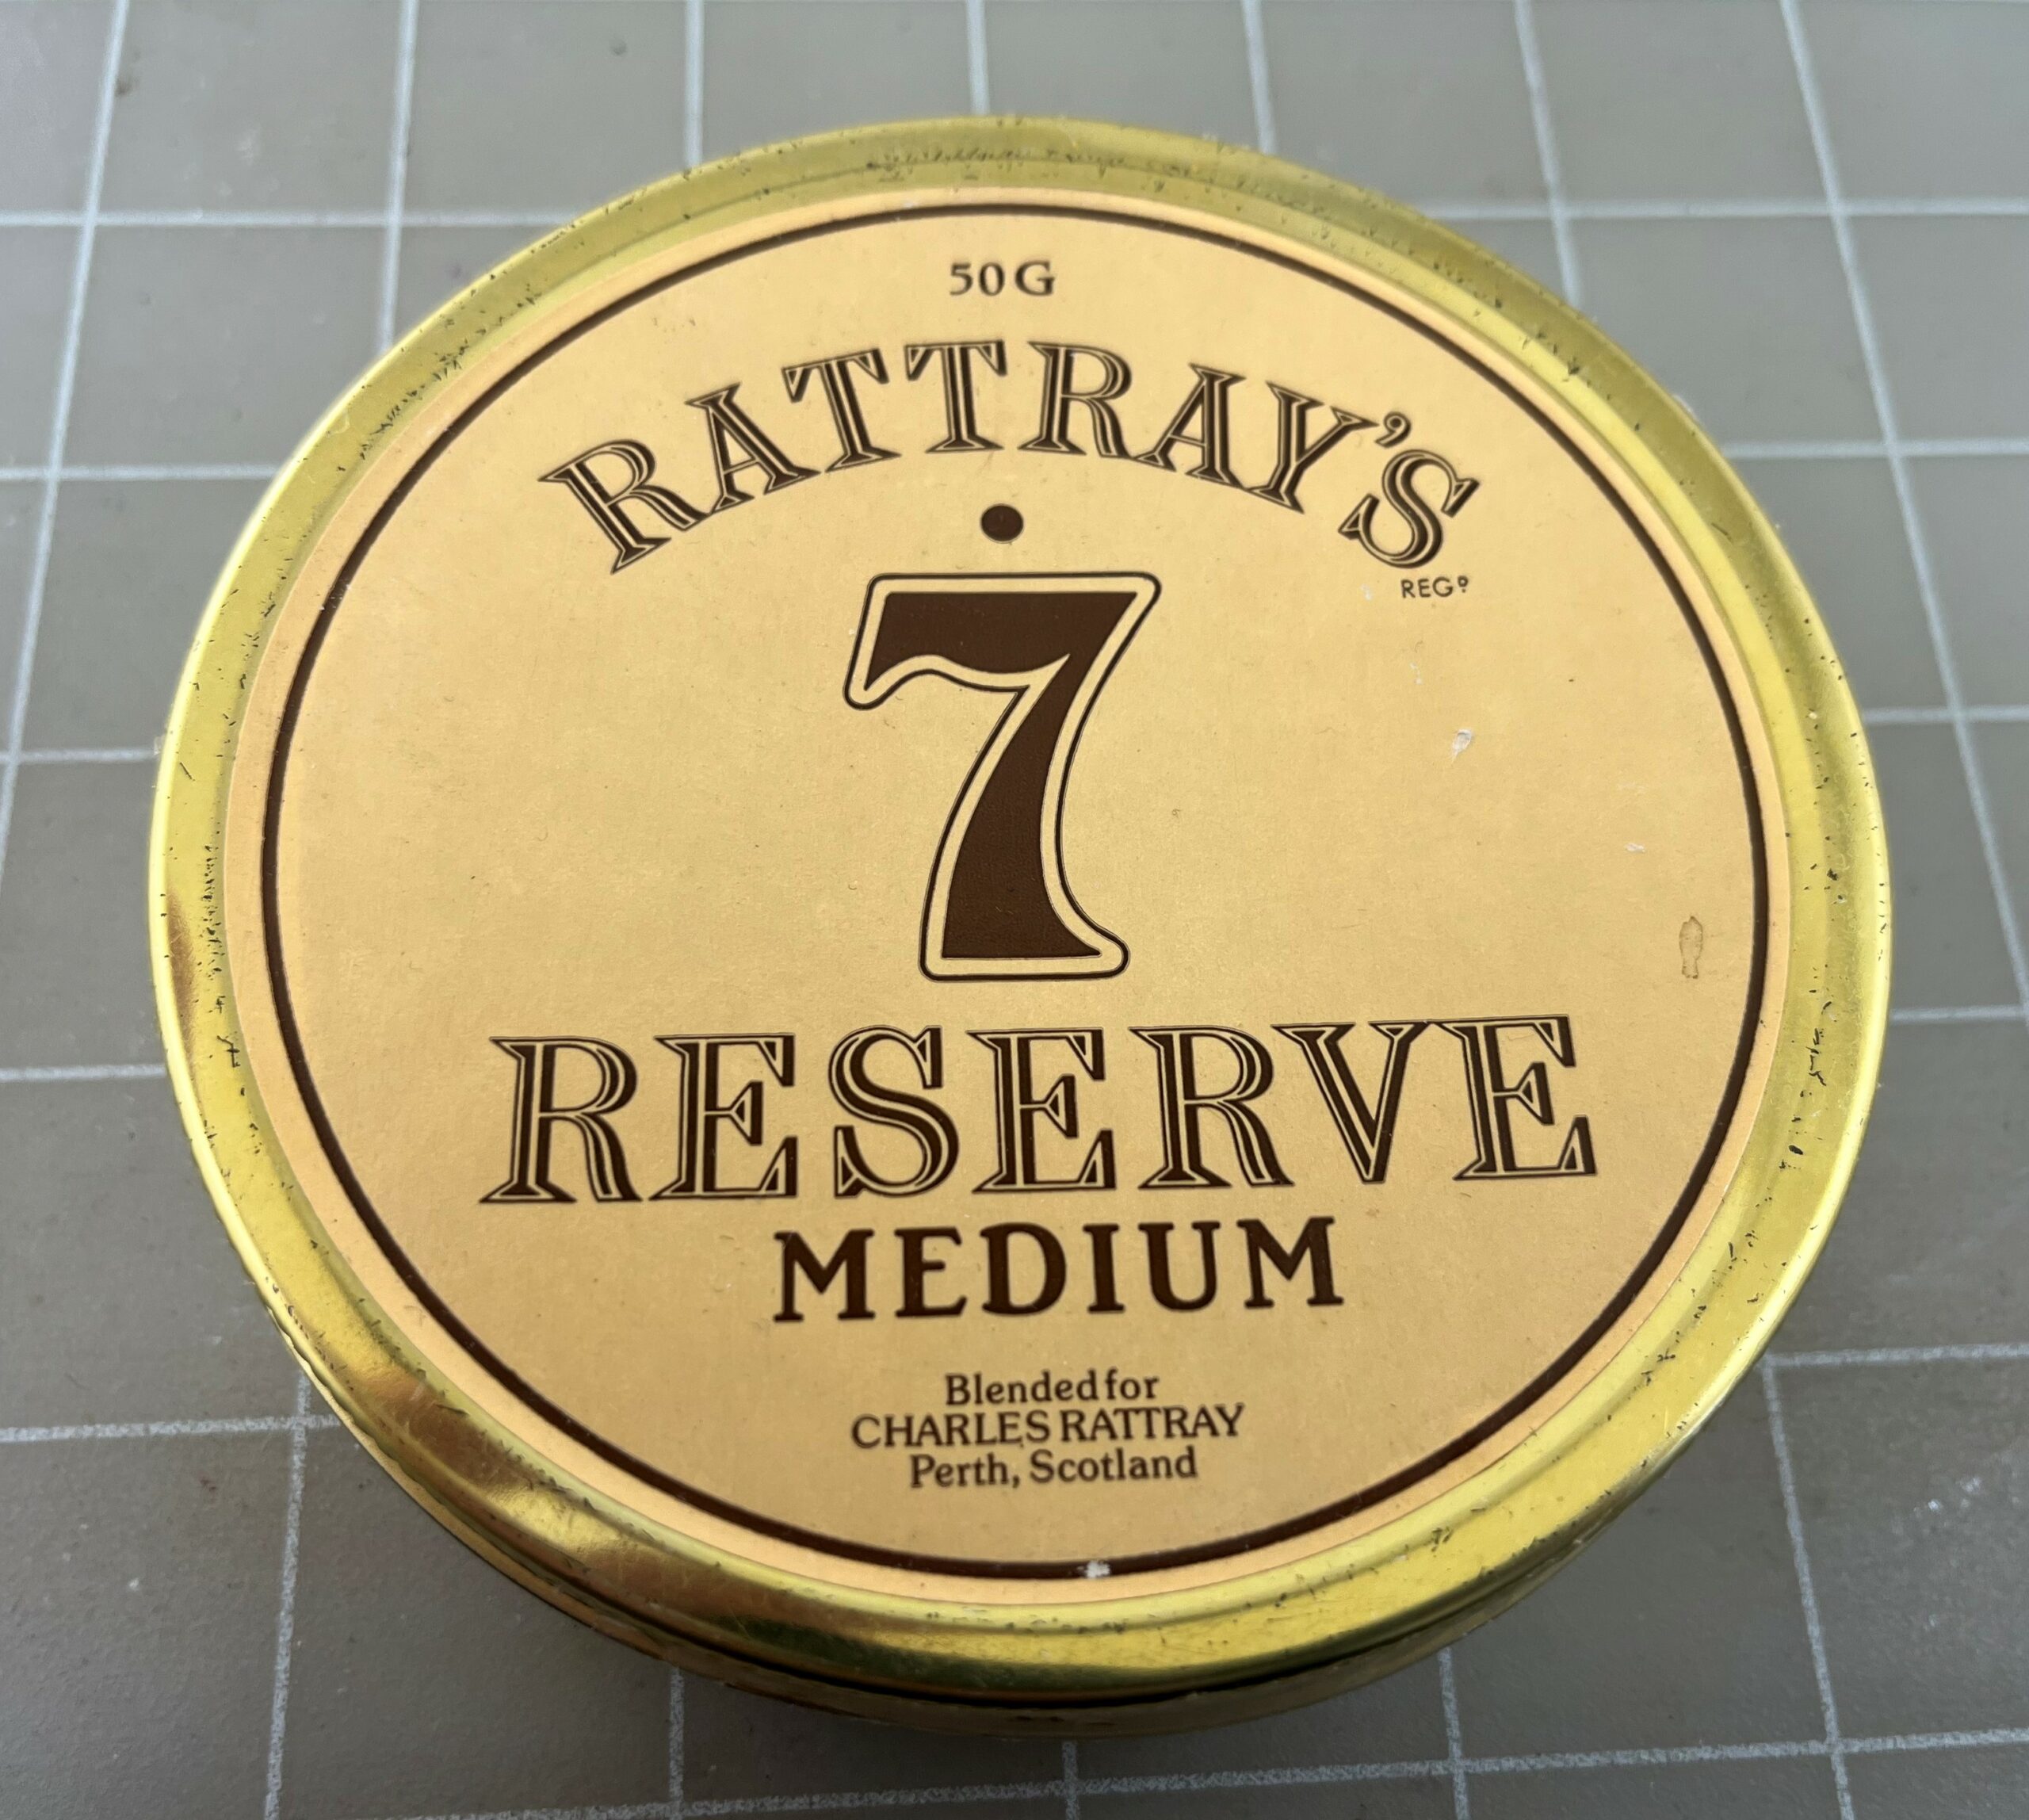 50G
RATTRAY'S
REGD
7
RESERVE
MEDIUM
Blended for
CHARLES RATTRAY
Perth, Scotland